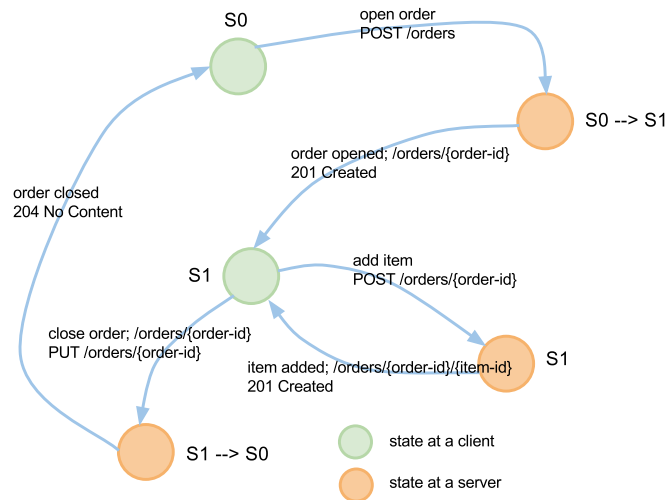 S0
open order
POST /orders
S0 --> S1
order opened; /orders/{order-id}
201 Created
order closed
204 No Content
S1
add item
POST /orders/{order-id}
close order; /orders/{order-id}
PUT /orders/{order-id}
S1
item added; /orders/{order-id}/{item-id}
201 Created
S1 --> S0
state at a client
state at a server